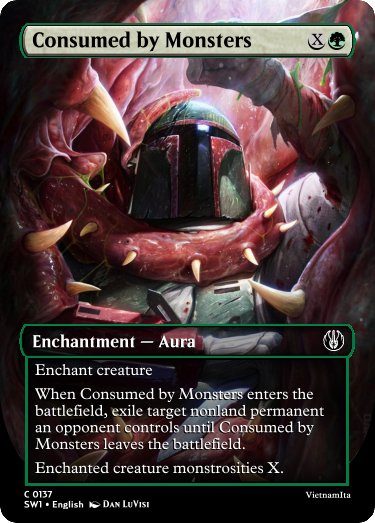 Consumed by Monsters X
Enchantment — Aura
Enchant creature
When Consumed by Monsters enters the
battlefield, exile target nonland permanent
an opponent controls until Consumed by
Monsters leaves the battlefield.
Enchanted creature monstrosities X.
C 0137
SW1 • English DAN LUVISI
VietnamIta